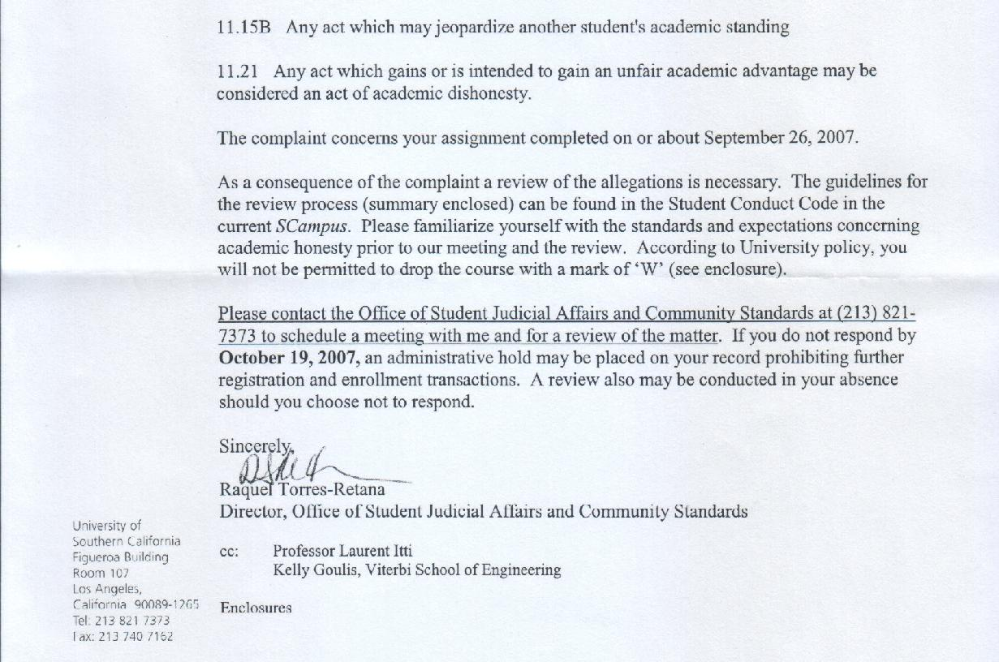 11.15B Any act which may jeopardize another student's academic standing
11.21 Any act which gains or is intended to gain an unfair academic advantage may be
considered an act of academic dishonesty.
The complaint concerns your assignment completed on or about September 26, 2007.
As a consequence of the complaint a review of the allegations is necessary. The guidelines for
the review process (summary enclosed) can be found in the Student Conduct Code in the
current SCampus. Please familiarize yourself with the standards and expectations concerning
academic honesty prior to our meeting and the review. According to University policy, you
will not be permitted to drop the course with a mark of ‘W’ (see enclosure).
Please contact the Office of Student Judicial Affairs and Community Standards at (213) 821-
7373 to schedule a meeting with me and for a review of the matter. If you do not respond by
October 19, 2007, an administrative hold may be placed on your record prohibiting further
registration and enrollment transactions. A review also may be conducted in your absence
should you choose not to respond.
Sincerely,
Raquel Torres-Retana
Director, Office of Student Judicial Affairs and Community Standards
cc: Professor Laurent Itti
Kelly Goulis, Viterbi School of Engineering
Enclosures
University of
Southern California
Figueroa Building
Room 107
Los Angeles,
California 90089-1265
Tel: 213 821 7373
Fax: 213 740 7162